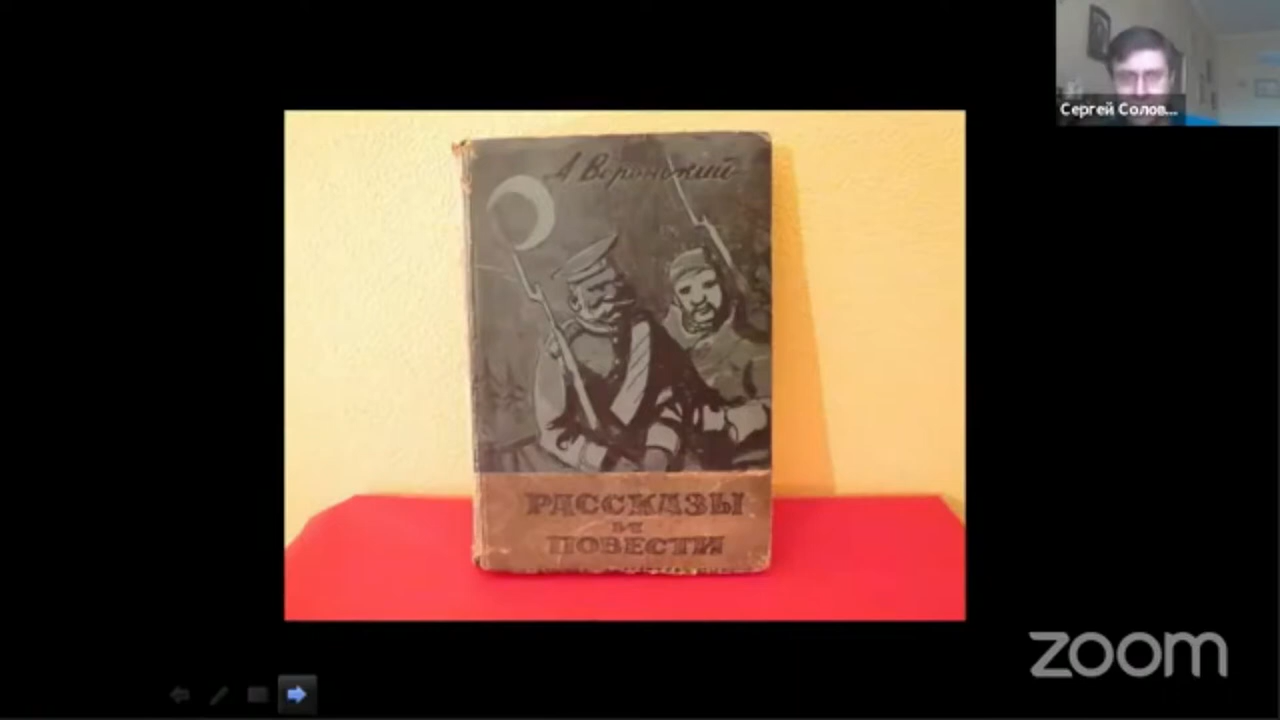 Сергей Солов...
А Воронский
РАССКАЗЫ
И
ПОВЕСТИ
zoom